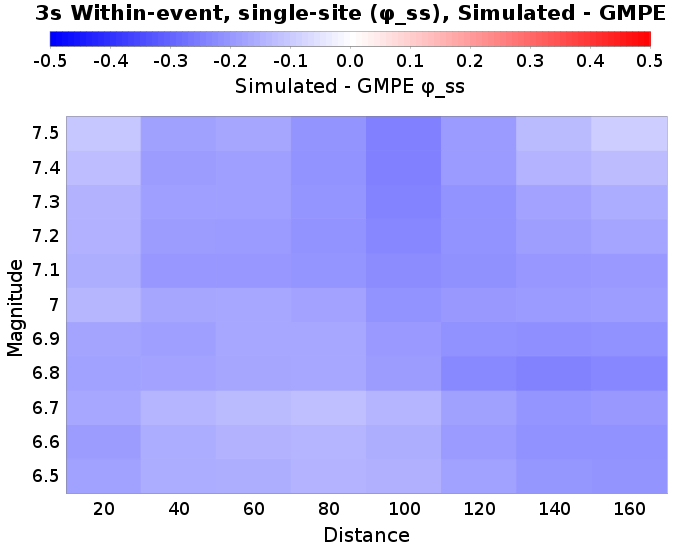 3s Within-event, single-site (φ_ss), Simulated - GMPE
-0.5 -0.4 -0.3 -0.2 -0.1 0.0 0.1 0.2 0.3 0.4 0.5
Simulated - GMPE φ_ss
Magnitude
7.5
7.4
7.3
7.2
7.1
7
6.9
6.8
6.7
6.6
6.5
20 40 60 80 100 120 140 160
Distance